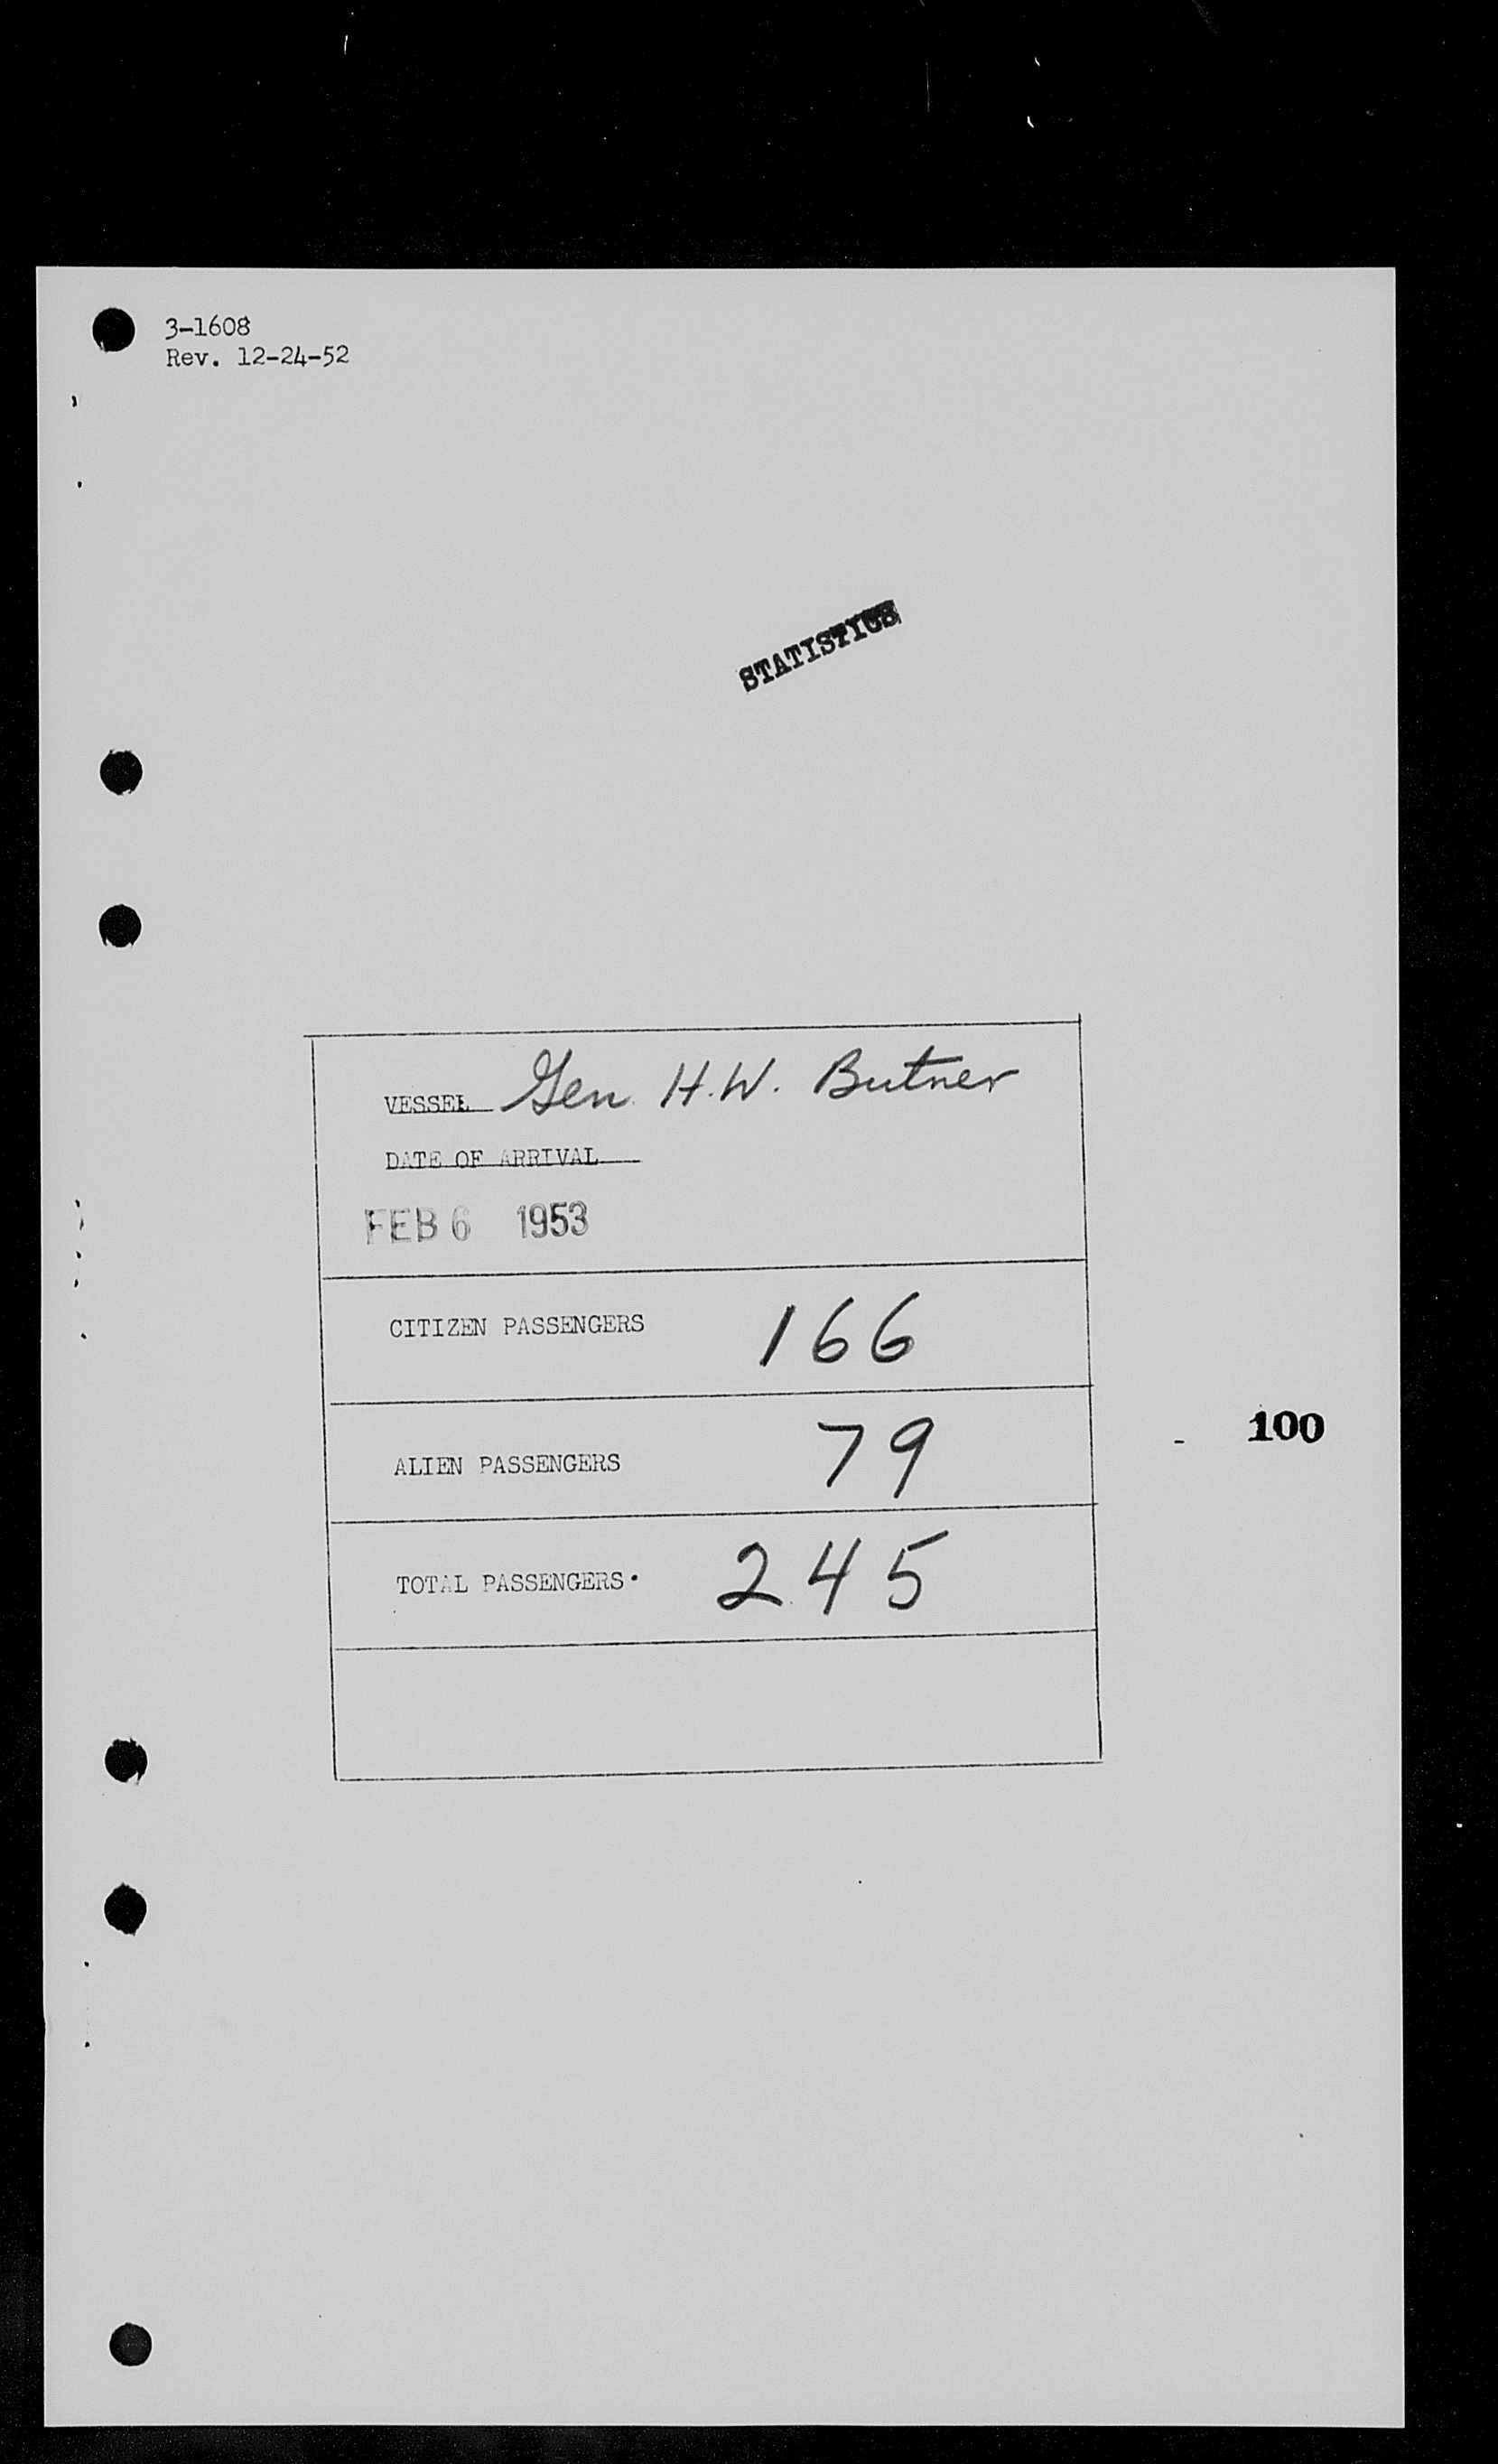 3-1608
Rev. 12-24-52
STATISTICS
VESSEL Gen. H.W. Butner
DATE OF ARRIVAL
FEB 6 1953
CITIZEN PASSENGERS 166
ALIEN PASSENGERS 79
- 100
TOTAL PASSENGERS. 245